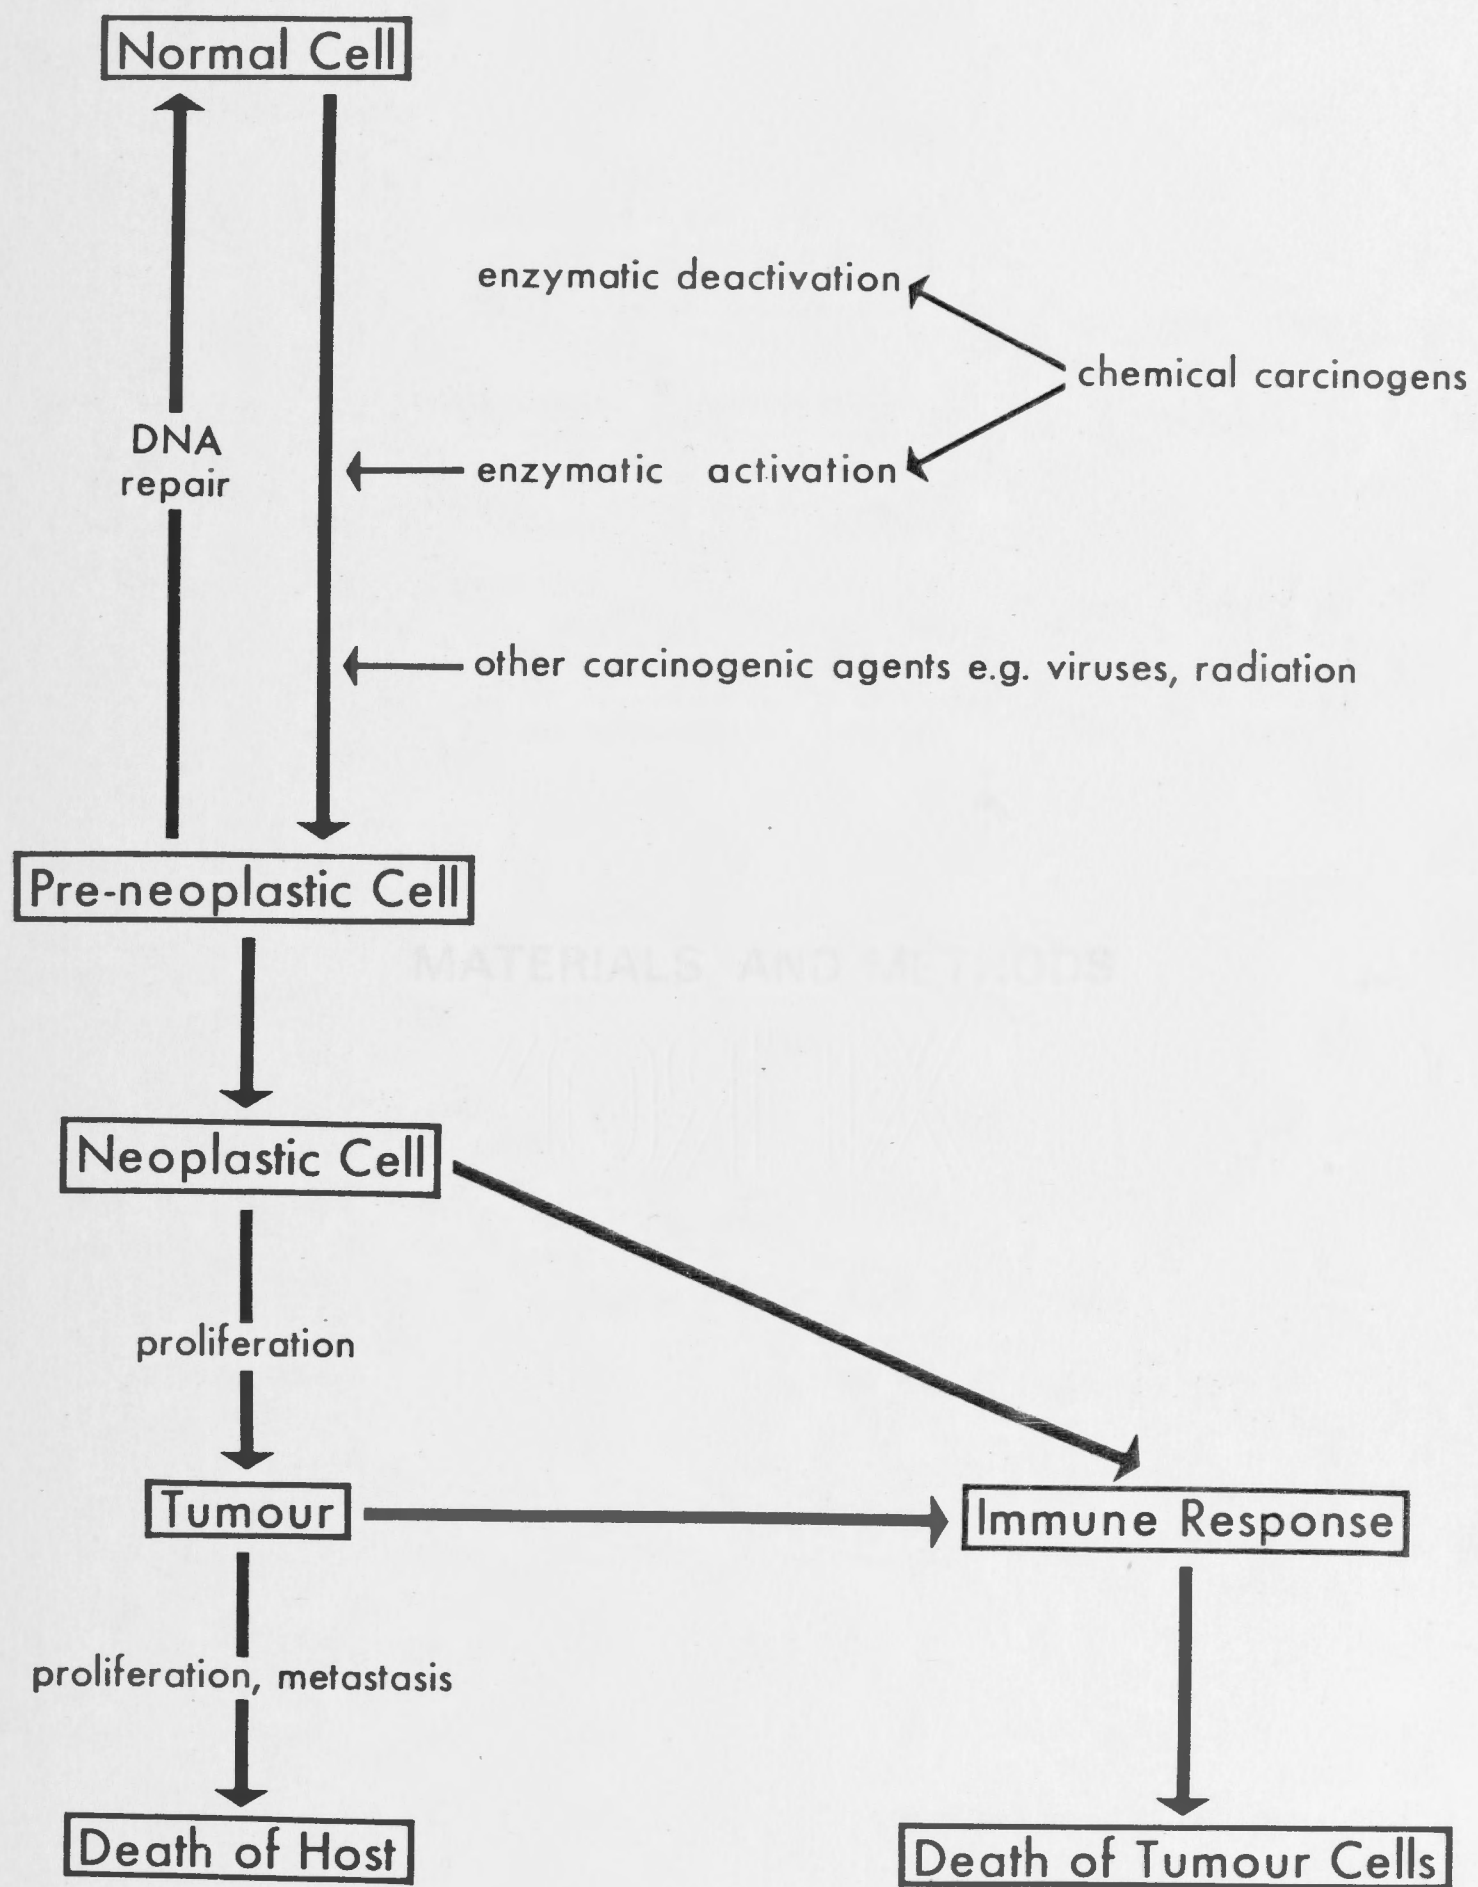 Normal Cell
enzymatic deactivation
chemical carcinogens
DNA
repair
enzymatic activation
other carcinogenic agents e.g. viruses, radiation
Pre-neoplastic Cell
MATERIALS AND METHODS
Neoplastic Cell
proliferation
Tumour
Immune Response
proliferation, metastasis
Death of Host
Death of Tumour Cells